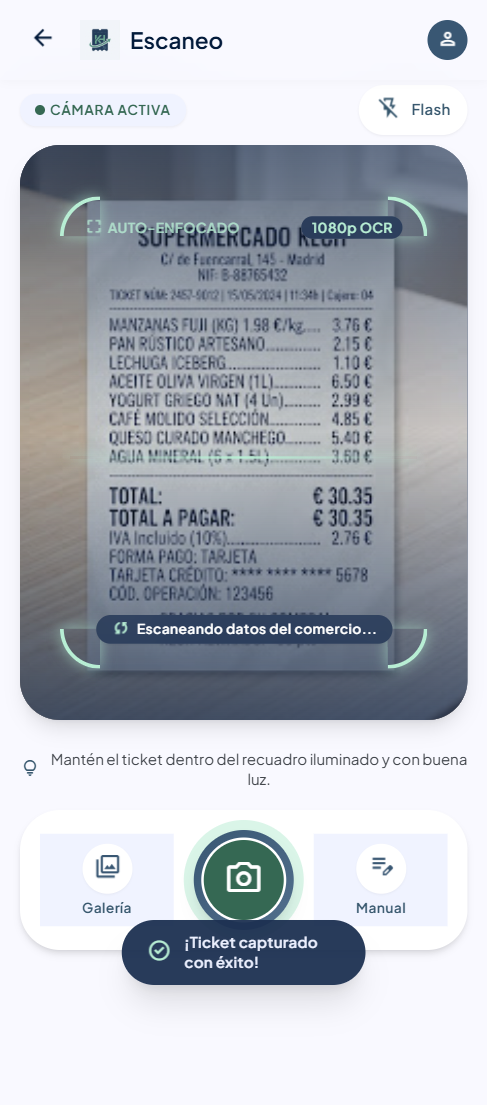 Escaneo
CÁMARA ACTIVA
Flash
AUTO-ENFOCADO
1080p OCR
SUPERMERCADO
C/ de Fuencarral, 145 - Madrid
NIF: B-88765432
TICKET NÚM: 2457-9012 | 15/05/2024 | 11:34h | Cajero: 04
MANZANAS FUJI (KG) 1.98 €/kg.... 3.76 €
PAN RÚSTICO ARTESANO.............. 2.15 €
LECHUGA ICEBERG...................... 1.10 €
ACEITE OLIVA VIRGEN (1L)............ 6.50 €
YOGURT GRIEGO NAT (4 Un)......... 2.99 €
CAFÉ MOLIDO SELECCIÓN............. 4.85 €
QUESO CURADO MANCHEGO......... 5.40 €
AGUA MINERAL (6 x 1.5L)............ 3.60 €
TOTAL: € 30.35
TOTAL A PAGAR: € 30.35
IVA Incluido (10%)...................... 2.76 €
FORMA PAGO: TARJETA
TARJETA CRÉDITO: **** **** **** 5678
CÓD. OPERACIÓN: 123456
Escaneando datos del comercio...
Mantén el ticket dentro del recuadro iluminado y con buena
luz.
Galería
Manual
¡Ticket capturado
con éxito!